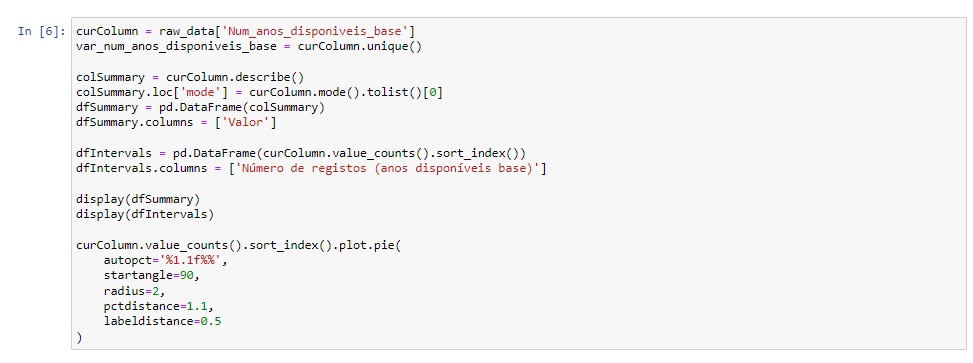 In [6]: curColumn = raw_data['Num_anos_disponiveis_base']
var_num_anos_disponiveis_base = curColumn.unique()
colSummary = curColumn.describe()
colSummary.loc['mode'] = curColumn.mode().tolist()[0]
dfSummary = pd.DataFrame(colSummary)
dfSummary.columns = ['Valor']
dfIntervals = pd.DataFrame(curColumn.value_counts().sort_index())
dfIntervals.columns = ['Número de registos (anos disponíveis base)']
display(dfSummary)
display(dfIntervals)
curColumn.value_counts().sort_index().plot.pie(
    autopct='%1.1f%%',
    startangle=90,
    radius=2,
    pctdistance=1.1,
    labeldistance=0.5
)